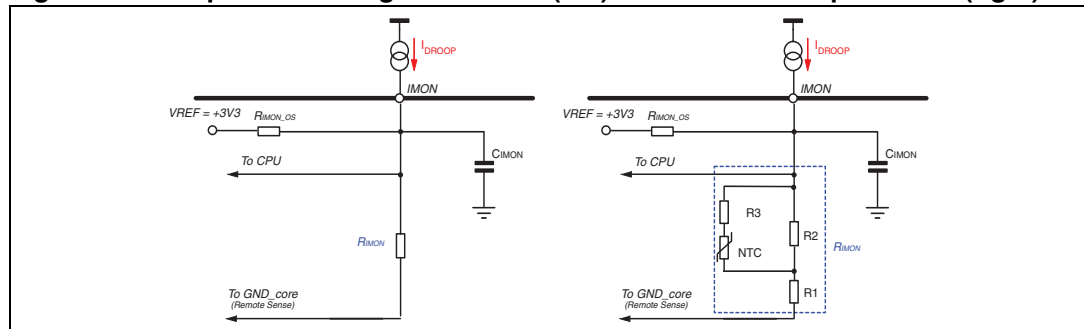 IDROOP
IMON
VREF = +3V3
RIMON_OS
CIMON
To CPU
RIMON
To GND_core
(Remote Sense)
IDROOP
IMON
VREF = +3V3
RIMON_OS
CIMON
To CPU
R3
R2
RIMON
NTC
R1
To GND_core
(Remote Sense)